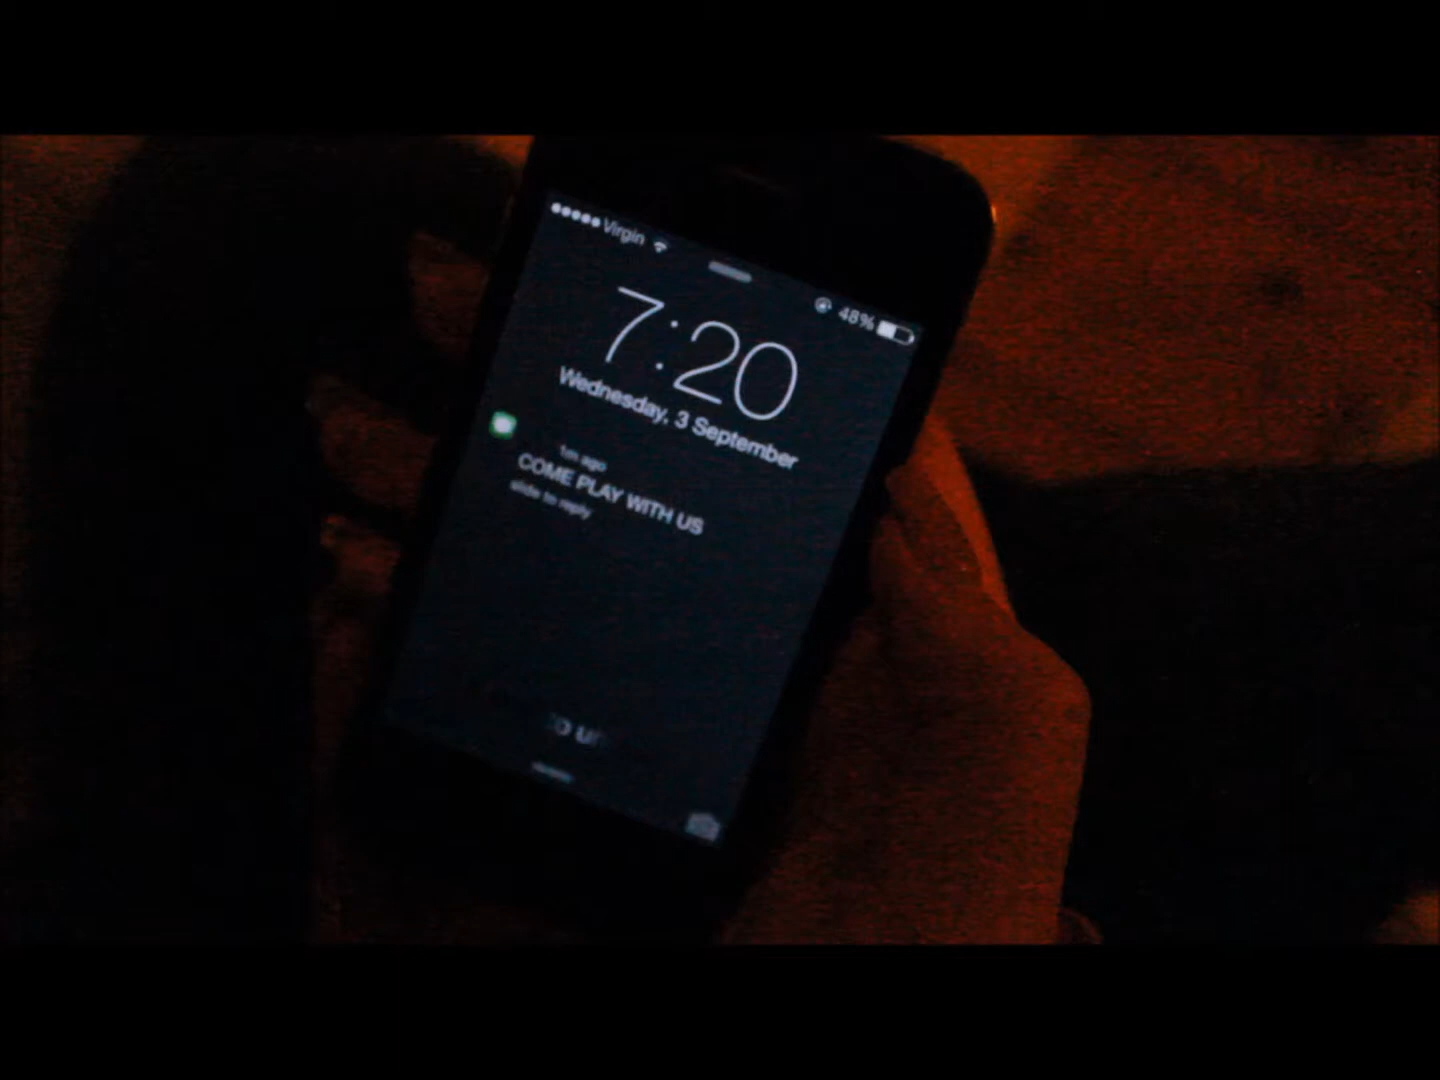 Virgin
48%
7:20
Wednesday, 3 September
1m ago
COME PLAY WITH US
slide to reply